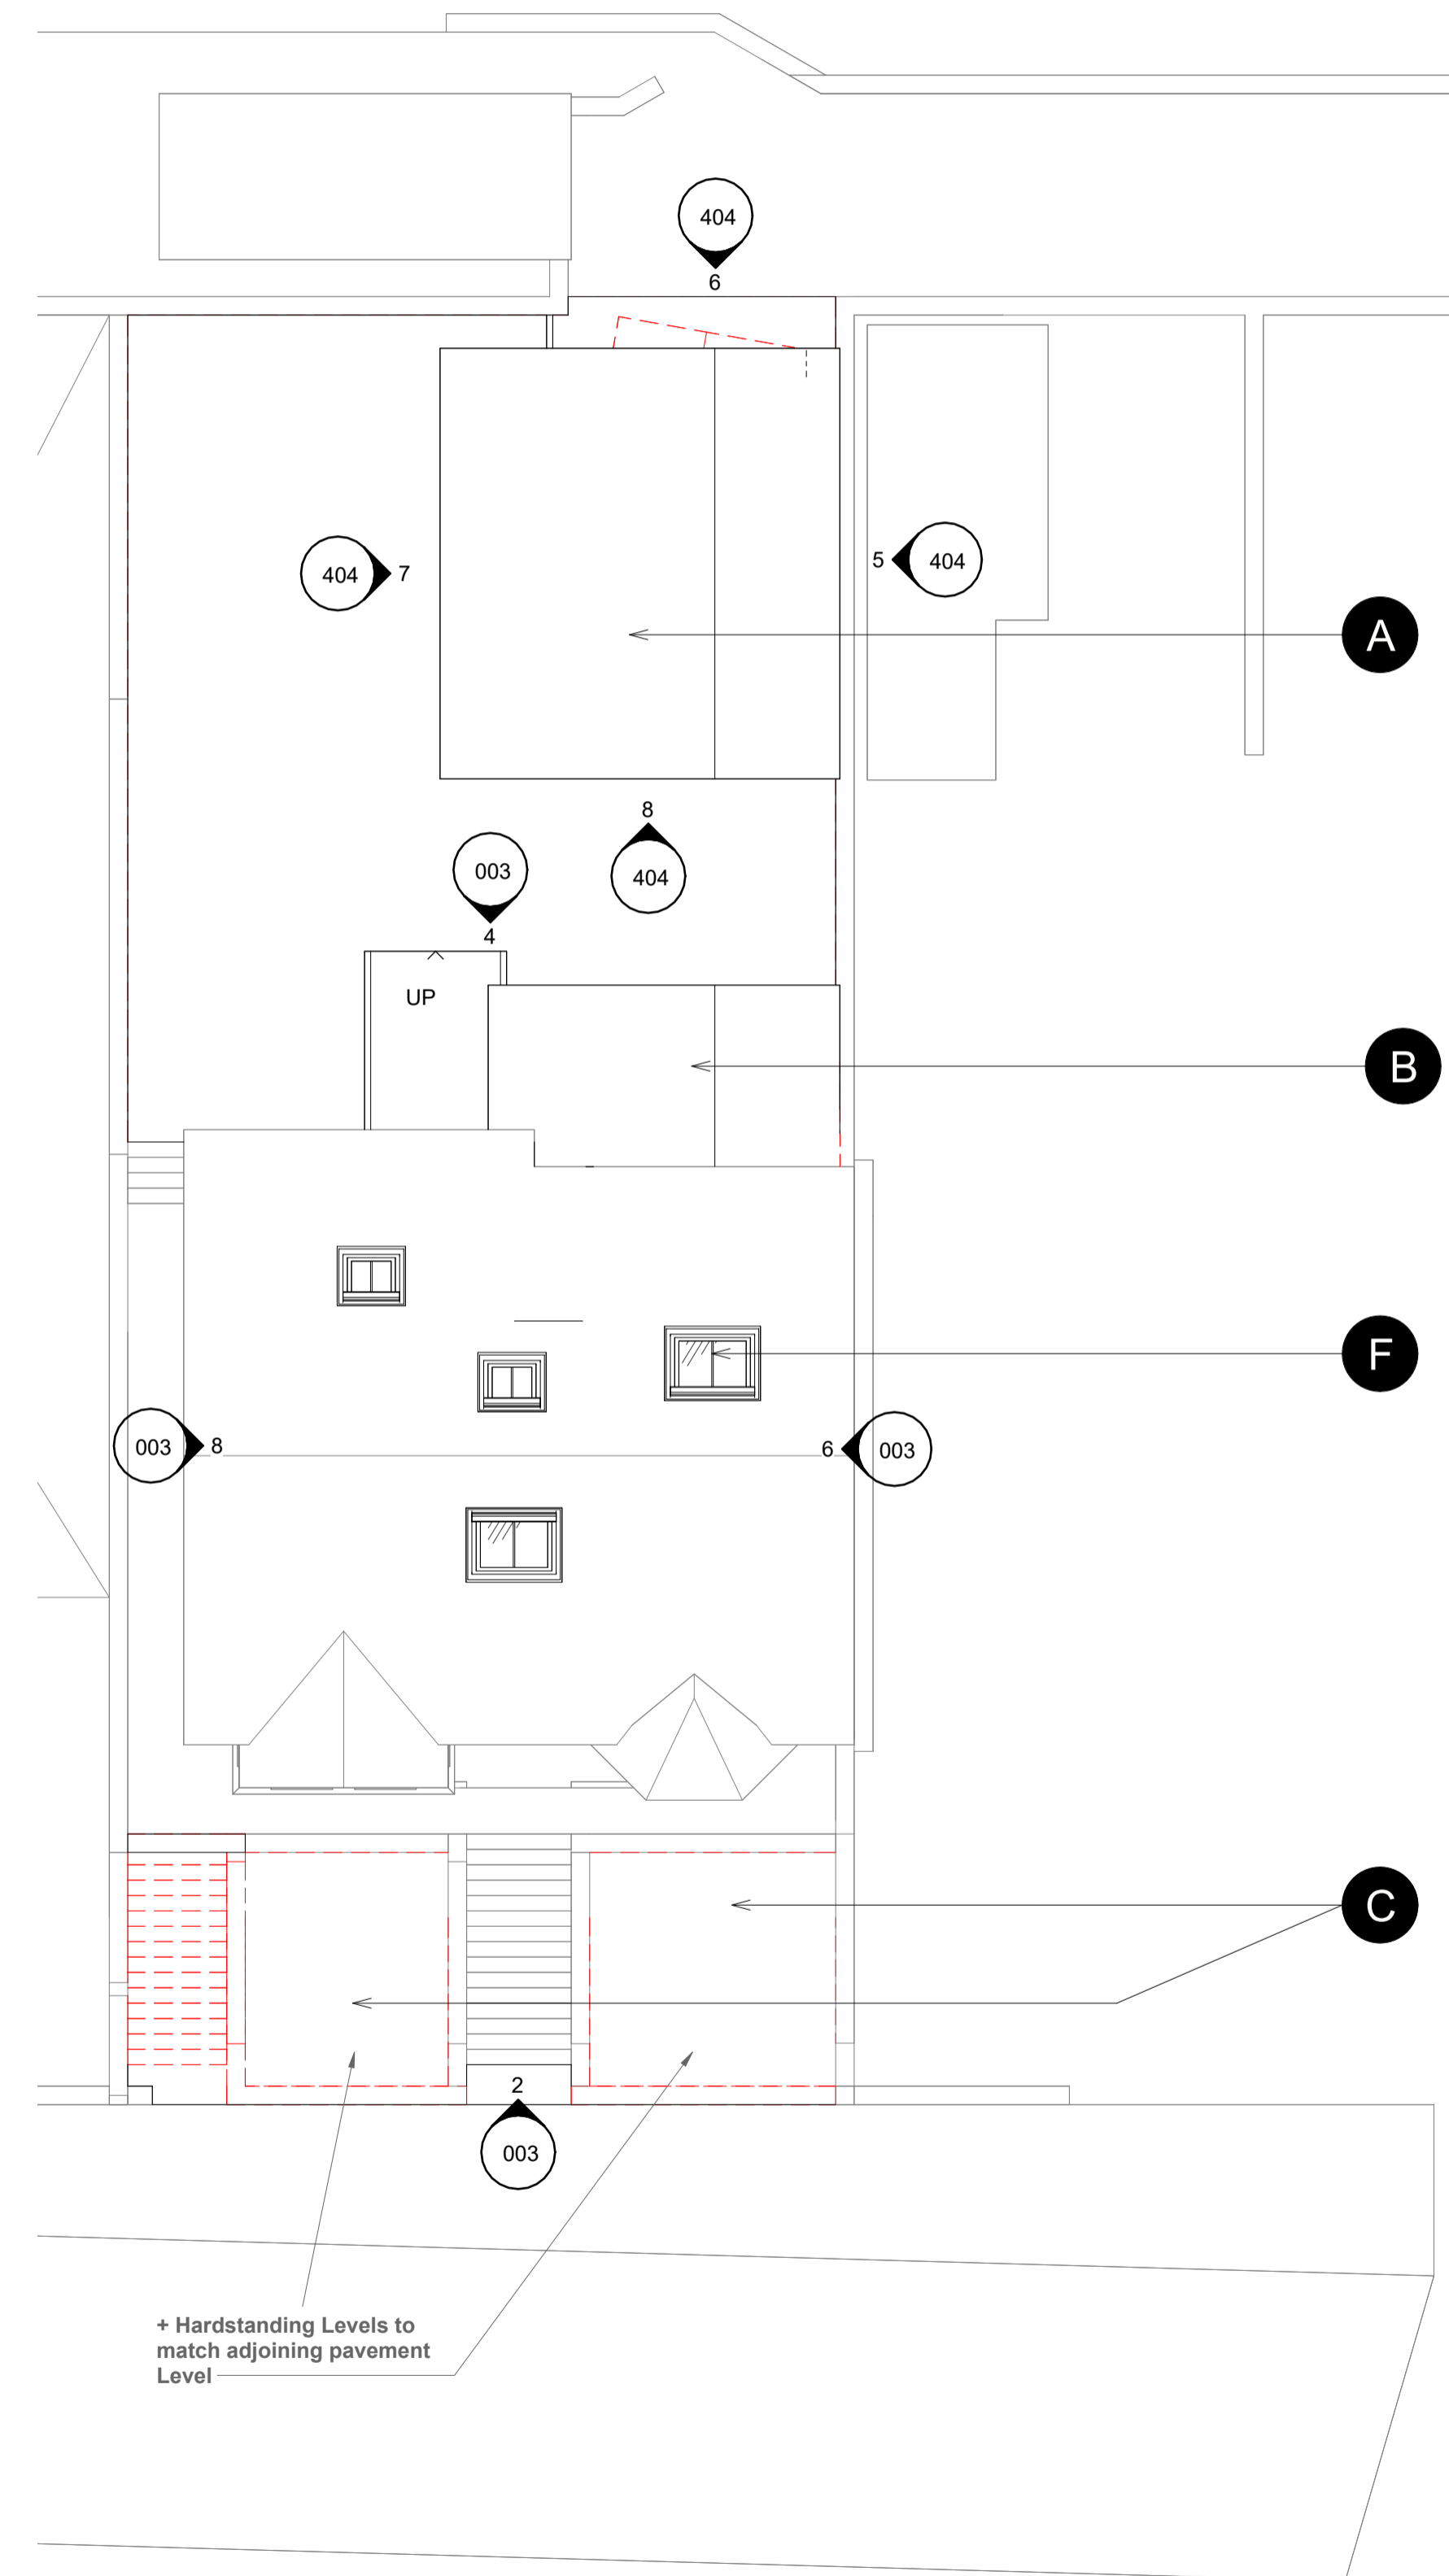 404
6
404
7
5
404
A
8
404
003
4
UP
B
F
003
8
6
003
C
2
003
+ Hardstanding Levels to
match adjoining pavement
Level